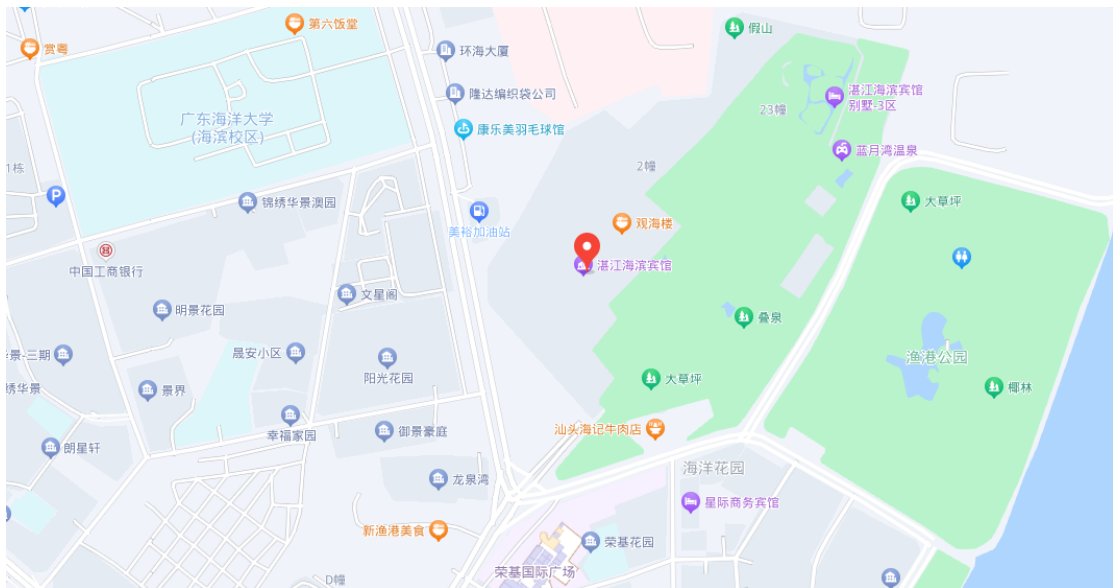 第六饭堂
赏粤
假山
环海大厦
隆达编织袋公司
湛江海滨宾馆
别墅-3区
23幢
广东海洋大学
(海滨校区)
康乐美羽毛球馆
蓝月湾温泉
1栋
2幢
P
锦绣华景澳园
大草坪
观海楼
美裕加油站
中国工商银行
湛江海滨宾馆
文星阁
明景花园
叠泉
晟安小区
景-三期
渔港公园
阳光花园
大草坪
绣华景
景界
椰林
汕头海记牛肉店
幸福家园
御景豪庭
朗星轩
海洋花园
龙泉湾
星际商务宾馆
新渔港美食
荣基花园
荣基国际广场
D幢